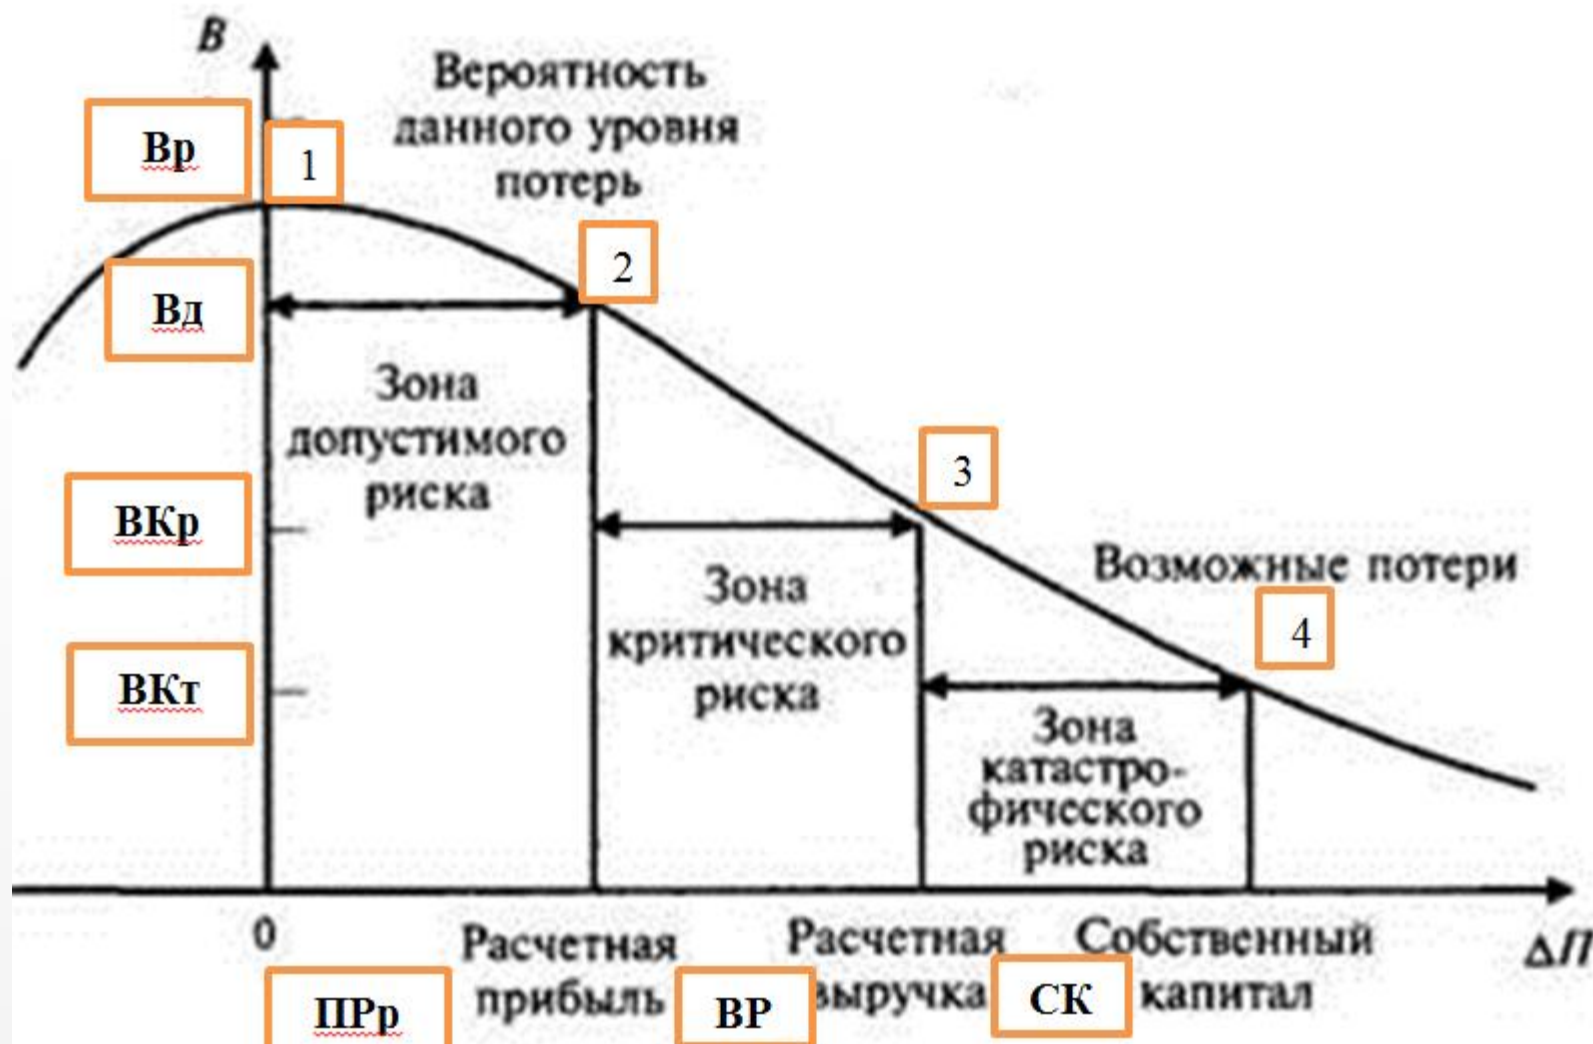 В
Вероятность
данного уровня
потерь
Вр
1
2
Вд
Зона
допустимого
риска
3
ВКр
Зона
критического
риска
Возможные потери
4
ВКт
Зона
катастро-
фического
риска
0
Расчетная
прибыль
Расчетная
выручка
Собственный
капитал
ΔП
ПРр
ВР
СК